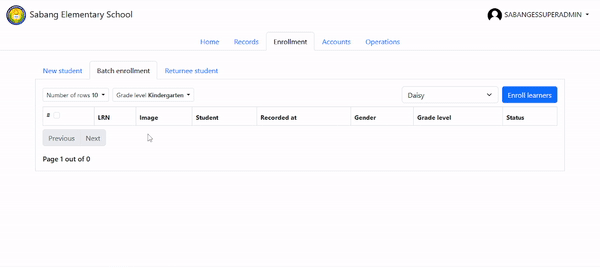 Sabang Elementary School
SABANGESSUPERADMIN
Home Records Enrollment Accounts Operations
New student Batch enrollment Returnee student
Number of rows 10 Grade level Kindergarten Daisy Enroll learners
# LRN Image Student Recorded at Gender Grade level Status
Previous Next
Page 1 out of 0